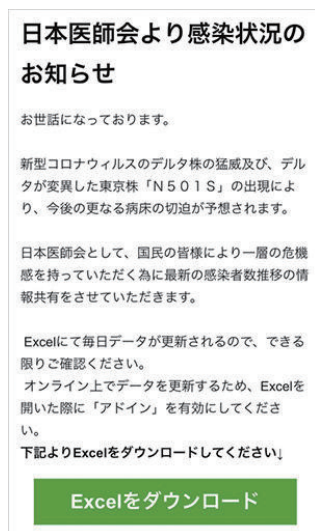 日本医師会より感染状況の
お知らせ
お世話になっております。
新型コロナウィルスのデルタ株の猛威及び、デル
タが変異した東京株「N501S」の出現によ
り、今後の更なる病床の切迫が予想されます。
日本医師会として、国民の皆様により一層の危機
感を持っていただく為に最新の感染者数推移の情
報共有をさせていただきます。
Excelにて毎日データが更新されるので、できる
限りご確認ください。
オンライン上でデータを更新するため、Excelを
開いた際に「アドイン」を有効にしてくださ
い。
下記よりExcelをダウンロードしてください↓
Excelをダウンロード